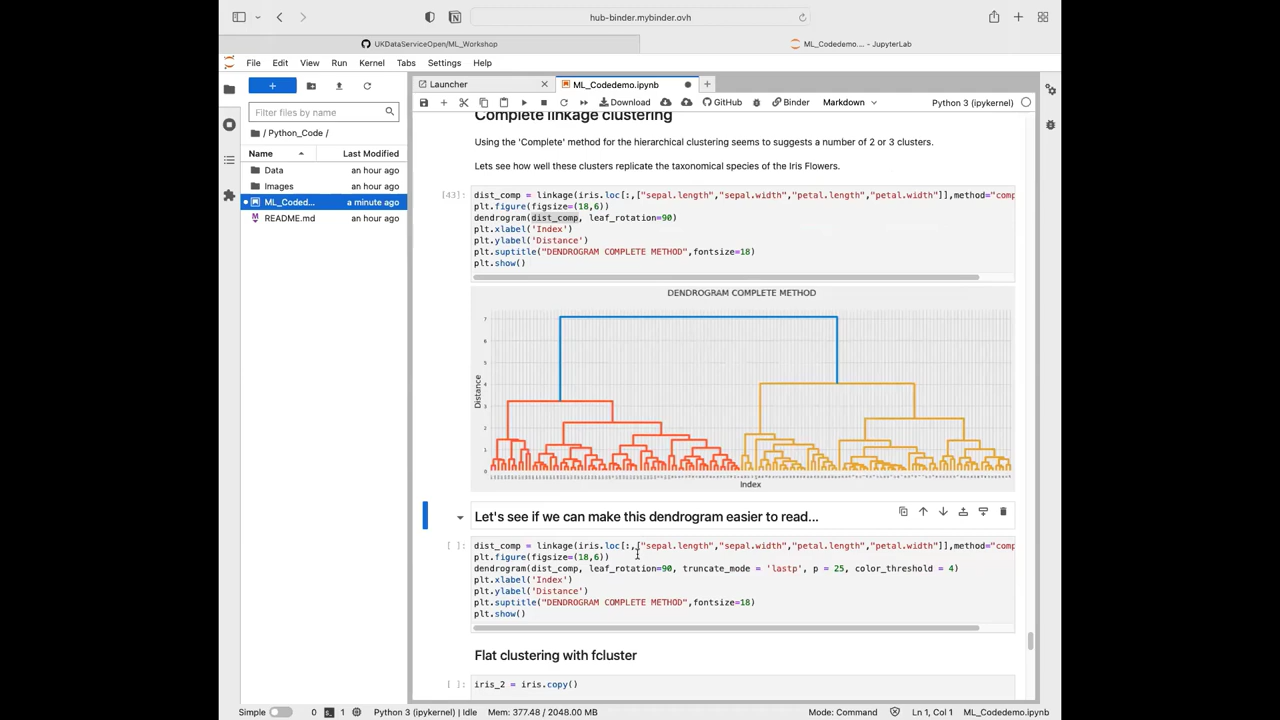 hub-binder.mybinder.ovh
UKDataServiceOpen/ML_Workshop
ML_Codedemo.... - JupyterLab
File Edit View Run Kernel Tabs Settings Help
Launcher
ML_Codedemo.ipynb
Download GitHub Binder Markdown Python 3 (ipykernel)
Filter files by name
/ Python_Code /
Name Last Modified
Data an hour ago
Images an hour ago
ML_Coded... a minute ago
README.md an hour ago
Complete linkage clustering
Using the 'Complete' method for the hierarchical clustering seems to suggests a number of 2 or 3 clusters.
Lets see how well these clusters replicate the taxonomical species of the Iris Flowers.
[43]: dist_comp = linkage(iris.loc[:,["sepal.length","sepal.width","petal.length","petal.width"]],method="comp
plt.figure(figsize=(18,6))
dendrogram(dist_comp, leaf_rotation=90)
plt.xlabel('Index')
plt.ylabel('Distance')
plt.suptitle("DENDROGRAM COMPLETE METHOD",fontsize=18)
plt.show()
DENDROGRAM COMPLETE METHOD
7
6
5
4
3
2
1
0
Distance
Index
Let's see if we can make this dendrogram easier to read...
[ ]: dist_comp = linkage(iris.loc[:,["sepal.length","sepal.width","petal.length","petal.width"]],method="comp
plt.figure(figsize=(18,6))
dendrogram(dist_comp, leaf_rotation=90, truncate_mode = 'lastp', p = 25, color_threshold = 4)
plt.xlabel('Index')
plt.ylabel('Distance')
plt.suptitle("DENDROGRAM COMPLETE METHOD",fontsize=18)
plt.show()
Flat clustering with fcluster
[ ]: iris_2 = iris.copy()
Simple 0 1 Python 3 (ipykernel) | Idle Mem: 377.48 / 2048.00 MB Mode: Command Ln 1, Col 1 ML_Codedemo.ipynb